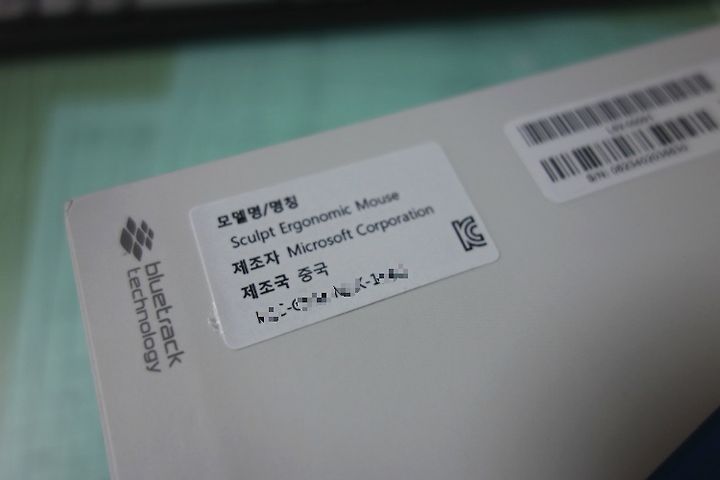 모델명/명칭
Sculpt Ergonomic Mouse
제조자 Microsoft Corporation
제조국 중국
bluetrack
technology